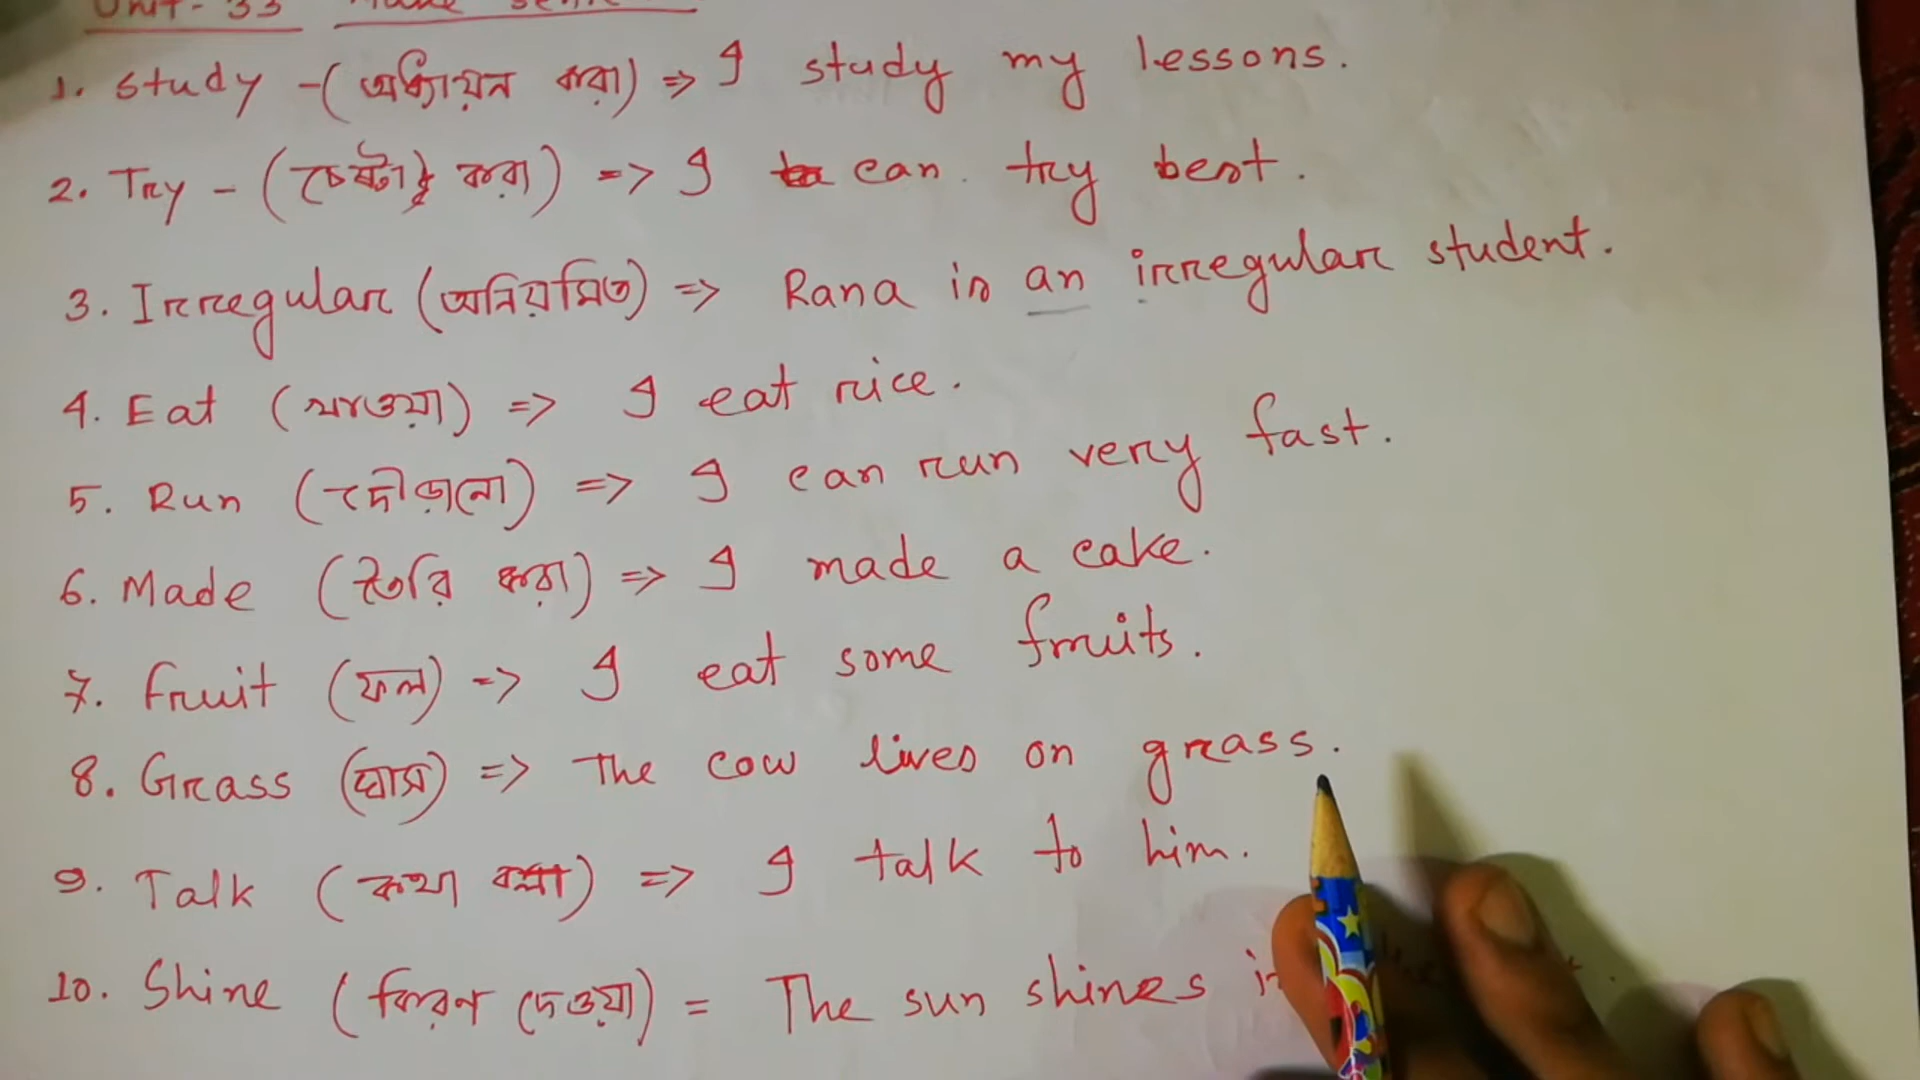 Unit - 33 Make
1. Study - (অধ্যায়ন করা) => I study my lessons.
2. Try - (চেষ্টা করা) => I can try best.
3. Irregular (অনিয়মিত) => Rana is an irregular student.
4. Eat (খাওয়া) => I eat rice.
5. Run (দৌড়ানো) => I can run very fast.
6. Made (তৈরি করা) => I made a cake.
7. Fruit (ফল) => I eat some fruits.
8. Grass (ঘাস) => The cow lives on grass.
9. Talk (কথা বলা) => I talk to him.
10. Shine (কিরণ দেওয়া) = The sun shines